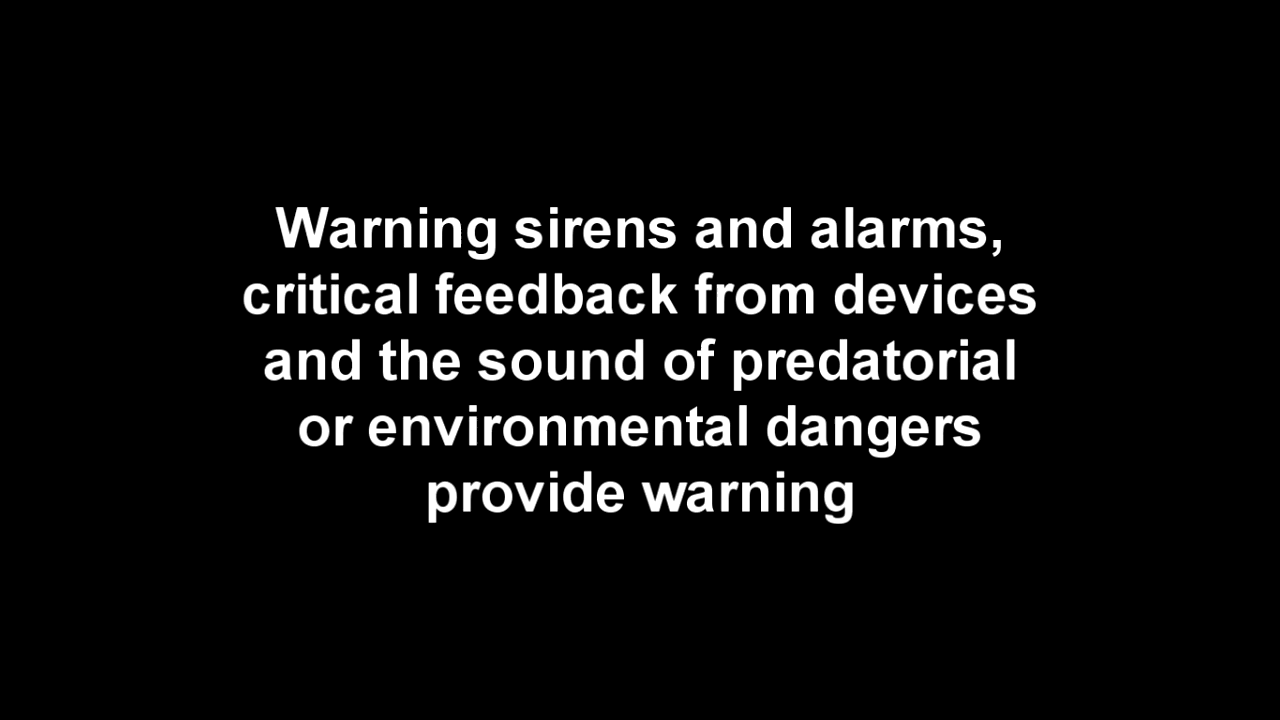 Warning sirens and alarms,
critical feedback from devices
and the sound of predatorial
or environmental dangers
provide warning